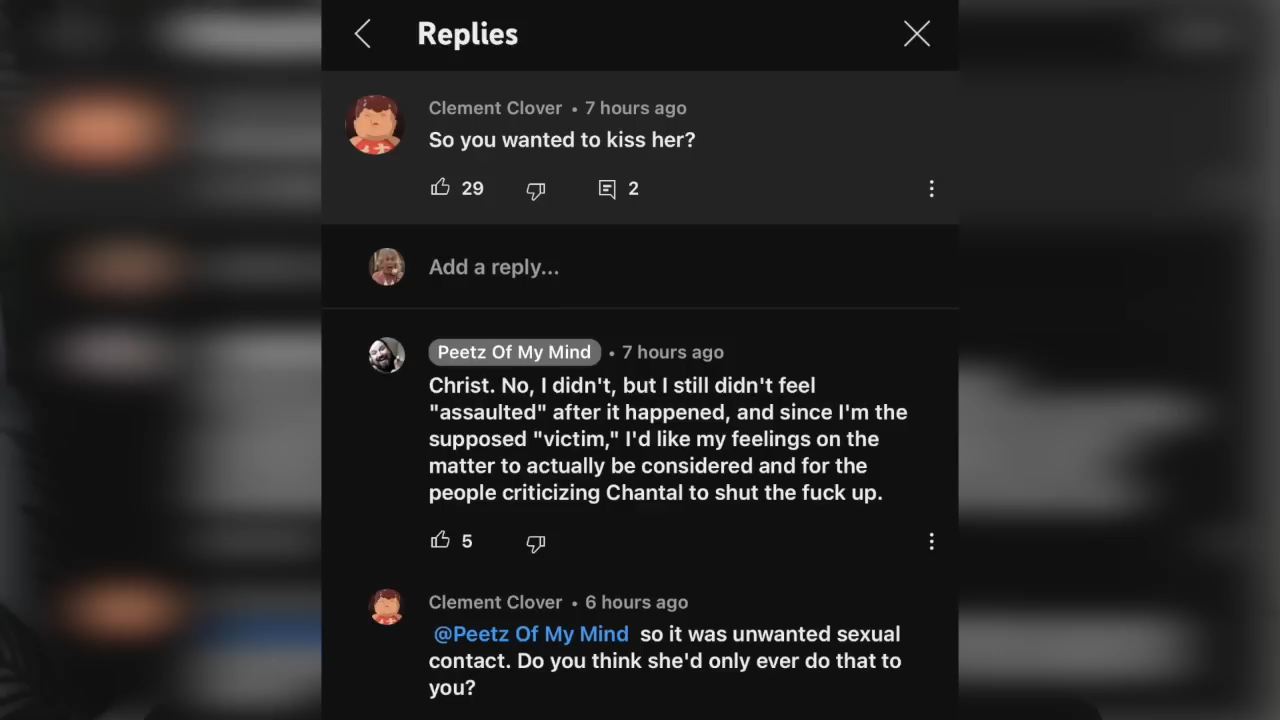 Replies
Clement Clover • 7 hours ago
So you wanted to kiss her?
29
2
Add a reply...
Peetz Of My Mind • 7 hours ago
Christ. No, I didn't, but I still didn't feel
"assaulted" after it happened, and since I'm the
supposed "victim," I'd like my feelings on the
matter to actually be considered and for the
people criticizing Chantal to shut the fuck up.
5
Clement Clover • 6 hours ago
@Peetz Of My Mind so it was unwanted sexual
contact. Do you think she'd only ever do that to
you?